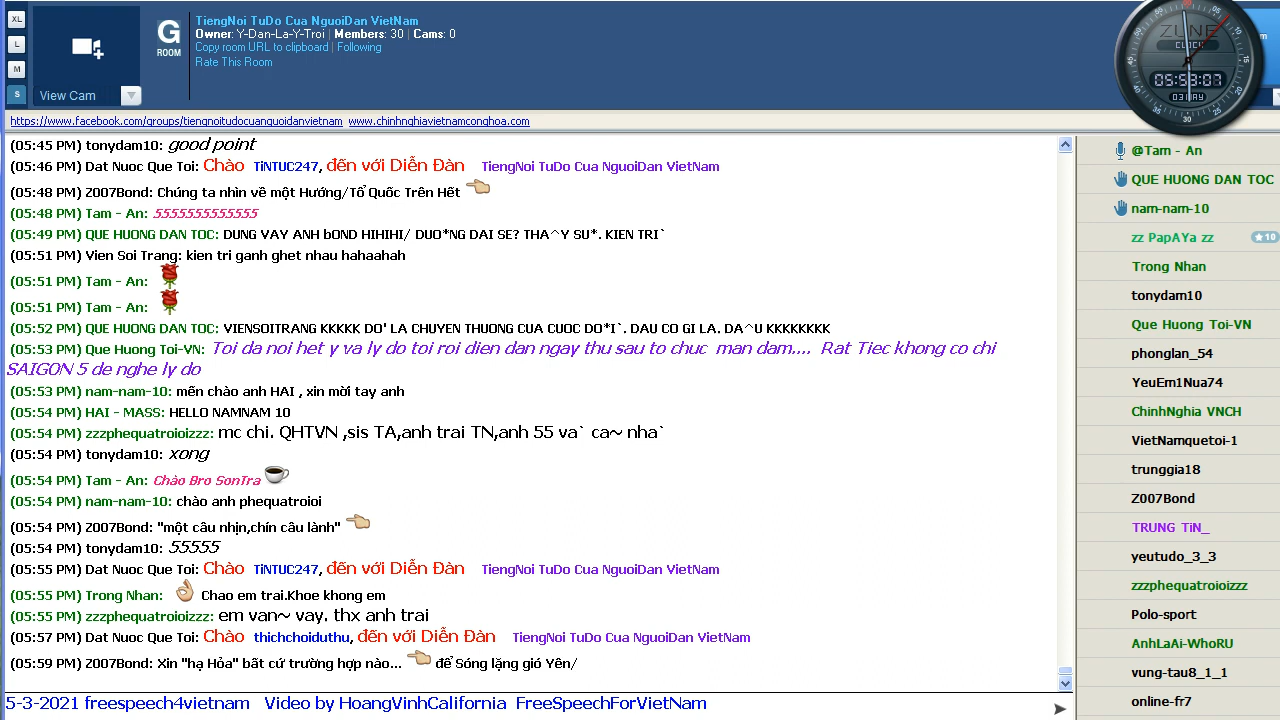 XL
L
M
S
View Cam
G
ROOM
TiengNoi TuDo Cua NguoiDan VietNam
Owner: Y-Dan-La-Y-Troi | Members: 30 | Cams: 0
Copy room URL to clipboard | Following
Rate This Room
ZUNE
CLOCK
05:53:07
03 MAY
https://www.facebook.com/groups/tiengnoitudocuanguoidanvietnam www.chinhnghiavietnamconghoa.com
(05:45 PM) tonydam10: good point
(05:46 PM) Dat Nuoc Que Toi: Chào TiNTUC247, đến với Diễn Đàn TiengNoi TuDo Cua NguoiDan VietNam
(05:48 PM) Z007Bond: Chúng ta nhìn về một Hướng/Tổ Quốc Trên Hết
(05:48 PM) Tam - An: 5555555555555
(05:49 PM) QUE HUONG DAN TOC: DUNG VAY ANH bOND HIHIHI/ DUO*NG DAI SE? THA^Y SU*. KIEN TRI`
(05:51 PM) Vien Soi Trang: kien tri ganh ghet nhau hahaahah
(05:51 PM) Tam - An:
(05:51 PM) Tam - An:
(05:52 PM) QUE HUONG DAN TOC: VIENSOITRANG KKKKK DO' LA CHUYEN THUONG CUA CUOC DO*I`. DAU CO GI LA. DA^U KKKKKKKK
(05:53 PM) Que Huong Toi-VN: Toi da noi het y va ly do toi roi dien dan ngay thu sau to chuc man dam.... Rat Tiec khong co chi
SAIGON 5 de nghe ly do
(05:53 PM) nam-nam-10: mến chào anh HAI , xin mời tay anh
(05:54 PM) HAI - MASS: HELLO NAMNAM 10
(05:54 PM) zzzphequatroioizzz: mc chi. QHTVN ,sis TA,anh trai TN,anh 55 va` ca~ nha`
(05:54 PM) tonydam10: xong
(05:54 PM) Tam - An: Chào Bro SonTra
(05:54 PM) nam-nam-10: chào anh phequatroioi
(05:54 PM) Z007Bond: "một câu nhịn,chín câu lành"
(05:54 PM) tonydam10: 55555
(05:55 PM) Dat Nuoc Que Toi: Chào TiNTUC247, đến với Diễn Đàn TiengNoi TuDo Cua NguoiDan VietNam
(05:55 PM) Trong Nhan: Chao em trai.Khoe khong em
(05:55 PM) zzzphequatroioizzz: em van~ vay. thx anh trai
(05:57 PM) Dat Nuoc Que Toi: Chào thichchoiduthu, đến với Diễn Đàn TiengNoi TuDo Cua NguoiDan VietNam
(05:59 PM) Z007Bond: Xin "hạ Hỏa" bất cứ trường hợp nào... để Sóng lặng gió Yên/
5-3-2021 freespeech4vietnam Video by HoangVinhCalifornia FreeSpeechForVietNam
@Tam - An
QUE HUONG DAN TOC
nam-nam-10
zz PapAYa zz ★10
Trong Nhan
tonydam10
Que Huong Toi-VN
phonglan_54
YeuEm1Nua74
ChinhNghia VNCH
VietNamquetoi-1
trunggia18
Z007Bond
TRUNG TiN_
yeutudo_3_3
zzzphequatroioizzz
Polo-sport
AnhLaAi-WhoRU
vung-tau8_1_1
online-fr7